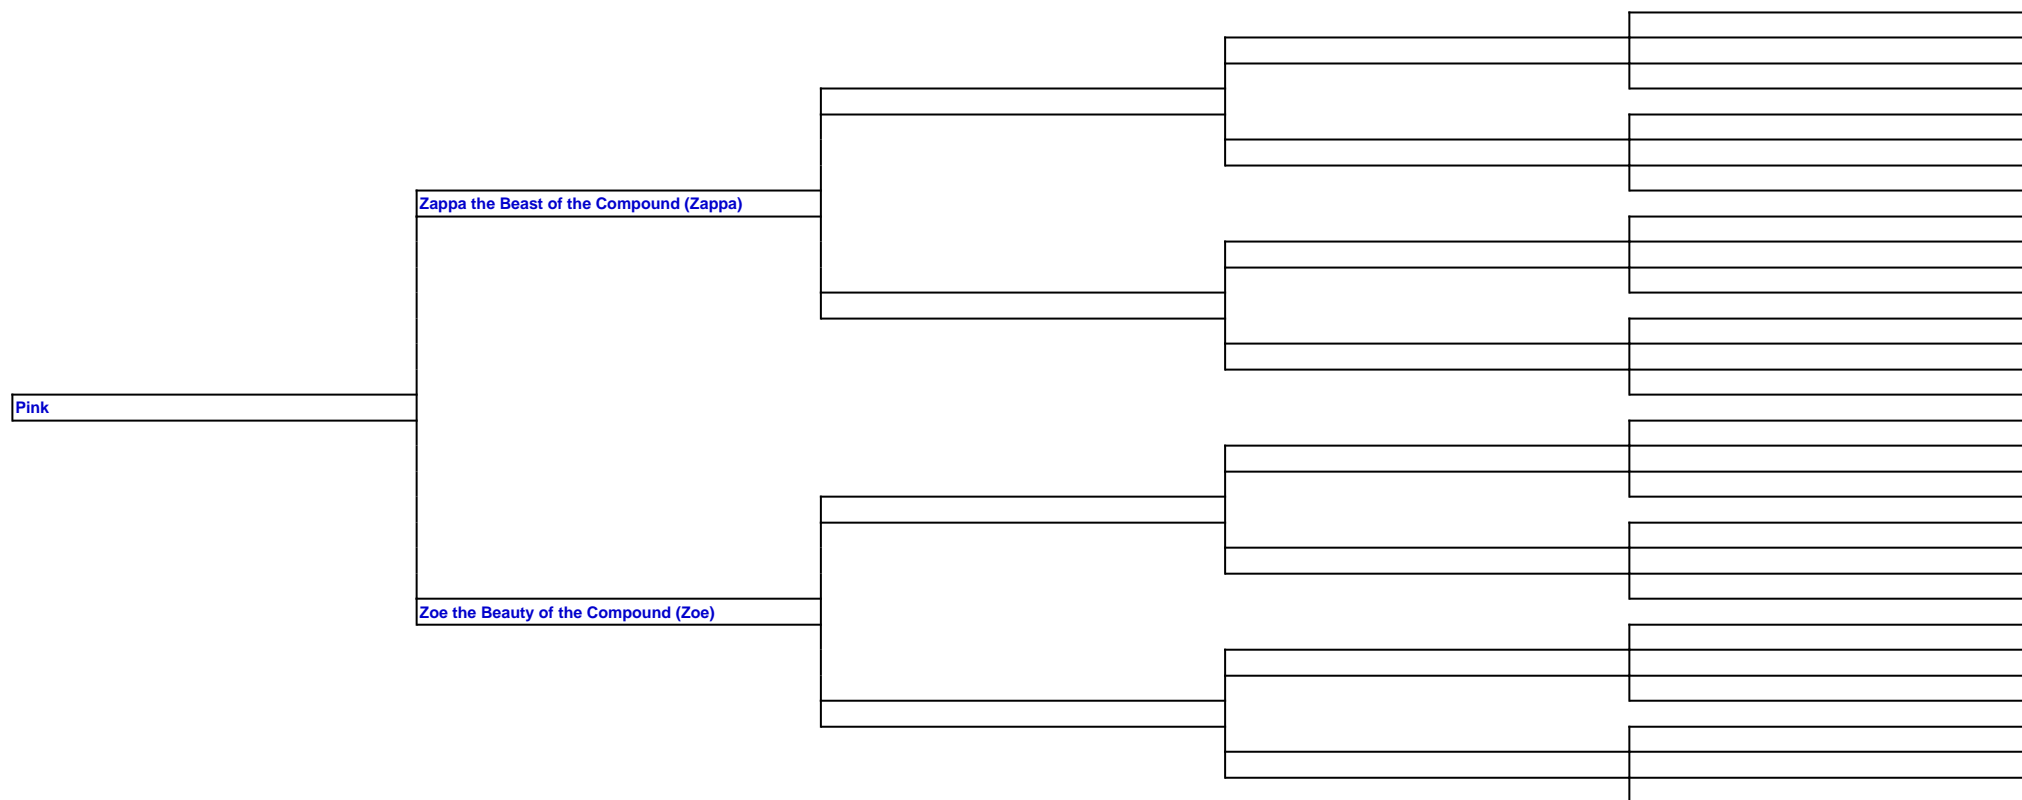 Zappa the Beast of the Compound (Zappa)
Pink
Zoe the Beauty of the Compound (Zoe)